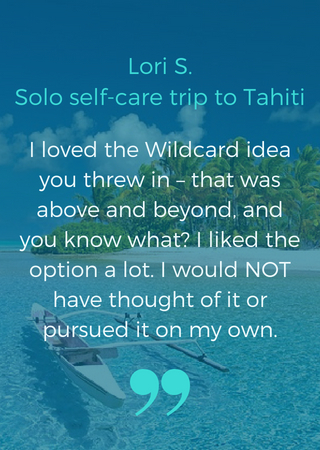 Lori S.
Solo self-care trip to Tahiti
I loved the Wildcard idea
you threw in – that was
above and beyond, and
you know what? I liked the
option a lot. I would NOT
have thought of it or
pursued it on my own.
”